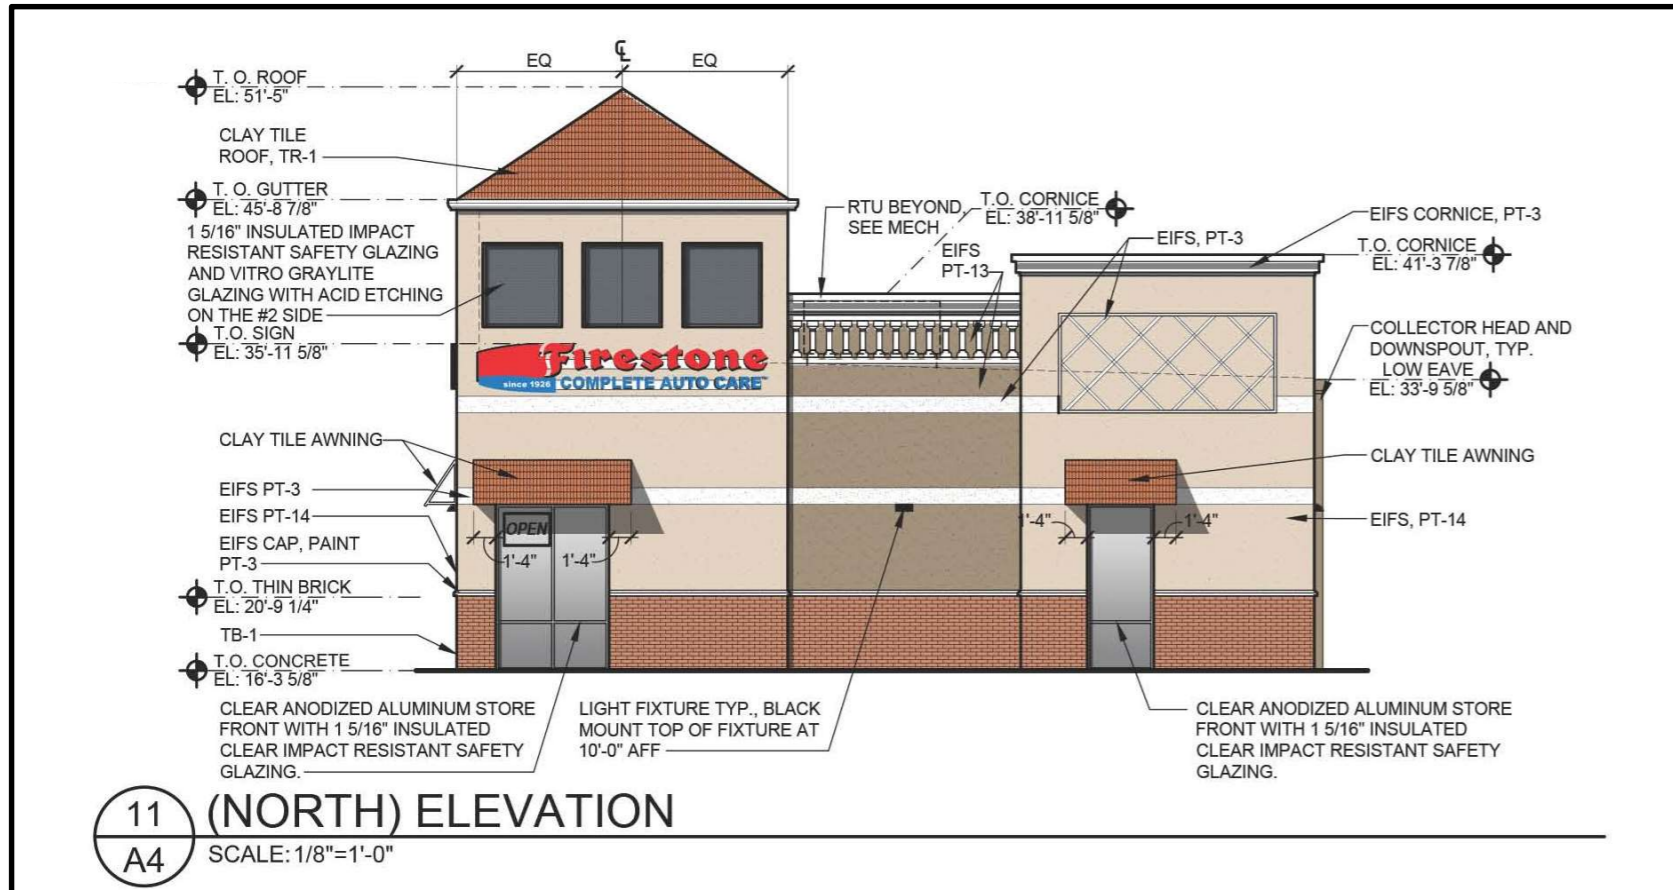 EQ
℄
EQ
T. O. ROOF
EL: 51'-5"
CLAY TILE
ROOF, TR-1
T. O. GUTTER
EL: 45'-8 7/8"
1 5/16" INSULATED IMPACT
RESISTANT SAFETY GLAZING
AND VITRO GRAYLITE
GLAZING WITH ACID ETCHING
ON THE #2 SIDE
T.O. SIGN
EL: 35'-11 5/8"
CLAY TILE AWNING
EIFS PT-3
EIFS PT-14
EIFS CAP, PAINT
PT-3
T.O. THIN BRICK
EL: 20'-9 1/4"
TB-1
T.O. CONCRETE
EL: 16'-3 5/8"
CLEAR ANODIZED ALUMINUM STORE
FRONT WITH 1 5/16" INSULATED
CLEAR IMPACT RESISTANT SAFETY
GLAZING.
Firestone
since 1926 COMPLETE AUTO CARE
OPEN
1'-4"
1'-4"
RTU BEYOND,
SEE MECH
T.O. CORNICE
EL: 38'-11 5/8"
EIFS
PT-13
EIFS, PT-3
LIGHT FIXTURE TYP., BLACK
MOUNT TOP OF FIXTURE AT
10'-0" AFF
1'-4"
1'-4"
EIFS CORNICE, PT-3
T.O. CORNICE
EL: 41'-3 7/8"
COLLECTOR HEAD AND
DOWNSPOUT, TYP.
LOW EAVE
EL: 33'-9 5/8"
CLAY TILE AWNING
EIFS, PT-14
CLEAR ANODIZED ALUMINUM STORE
FRONT WITH 1 5/16" INSULATED
CLEAR IMPACT RESISTANT SAFETY
GLAZING.
11
A4
(NORTH) ELEVATION
SCALE: 1/8"=1'-0"